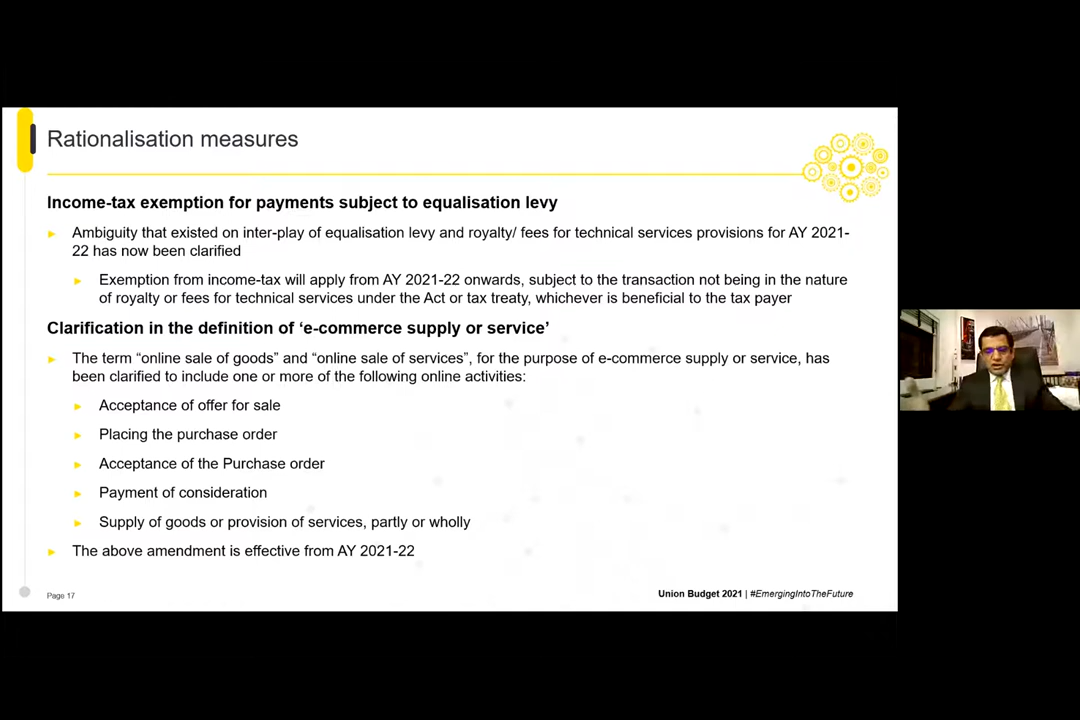 Rationalisation measures
Income-tax exemption for payments subject to equalisation levy
Ambiguity that existed on inter-play of equalisation levy and royalty/ fees for technical services provisions for AY 2021-
22 has now been clarified
Exemption from income-tax will apply from AY 2021-22 onwards, subject to the transaction not being in the nature
of royalty or fees for technical services under the Act or tax treaty, whichever is beneficial to the tax payer
Clarification in the definition of ‘e-commerce supply or service’
The term “online sale of goods” and “online sale of services”, for the purpose of e-commerce supply or service, has
been clarified to include one or more of the following online activities:
Acceptance of offer for sale
Placing the purchase order
Acceptance of the Purchase order
Payment of consideration
Supply of goods or provision of services, partly or wholly
The above amendment is effective from AY 2021-22
Page 17
Union Budget 2021 | #EmergingIntoTheFuture